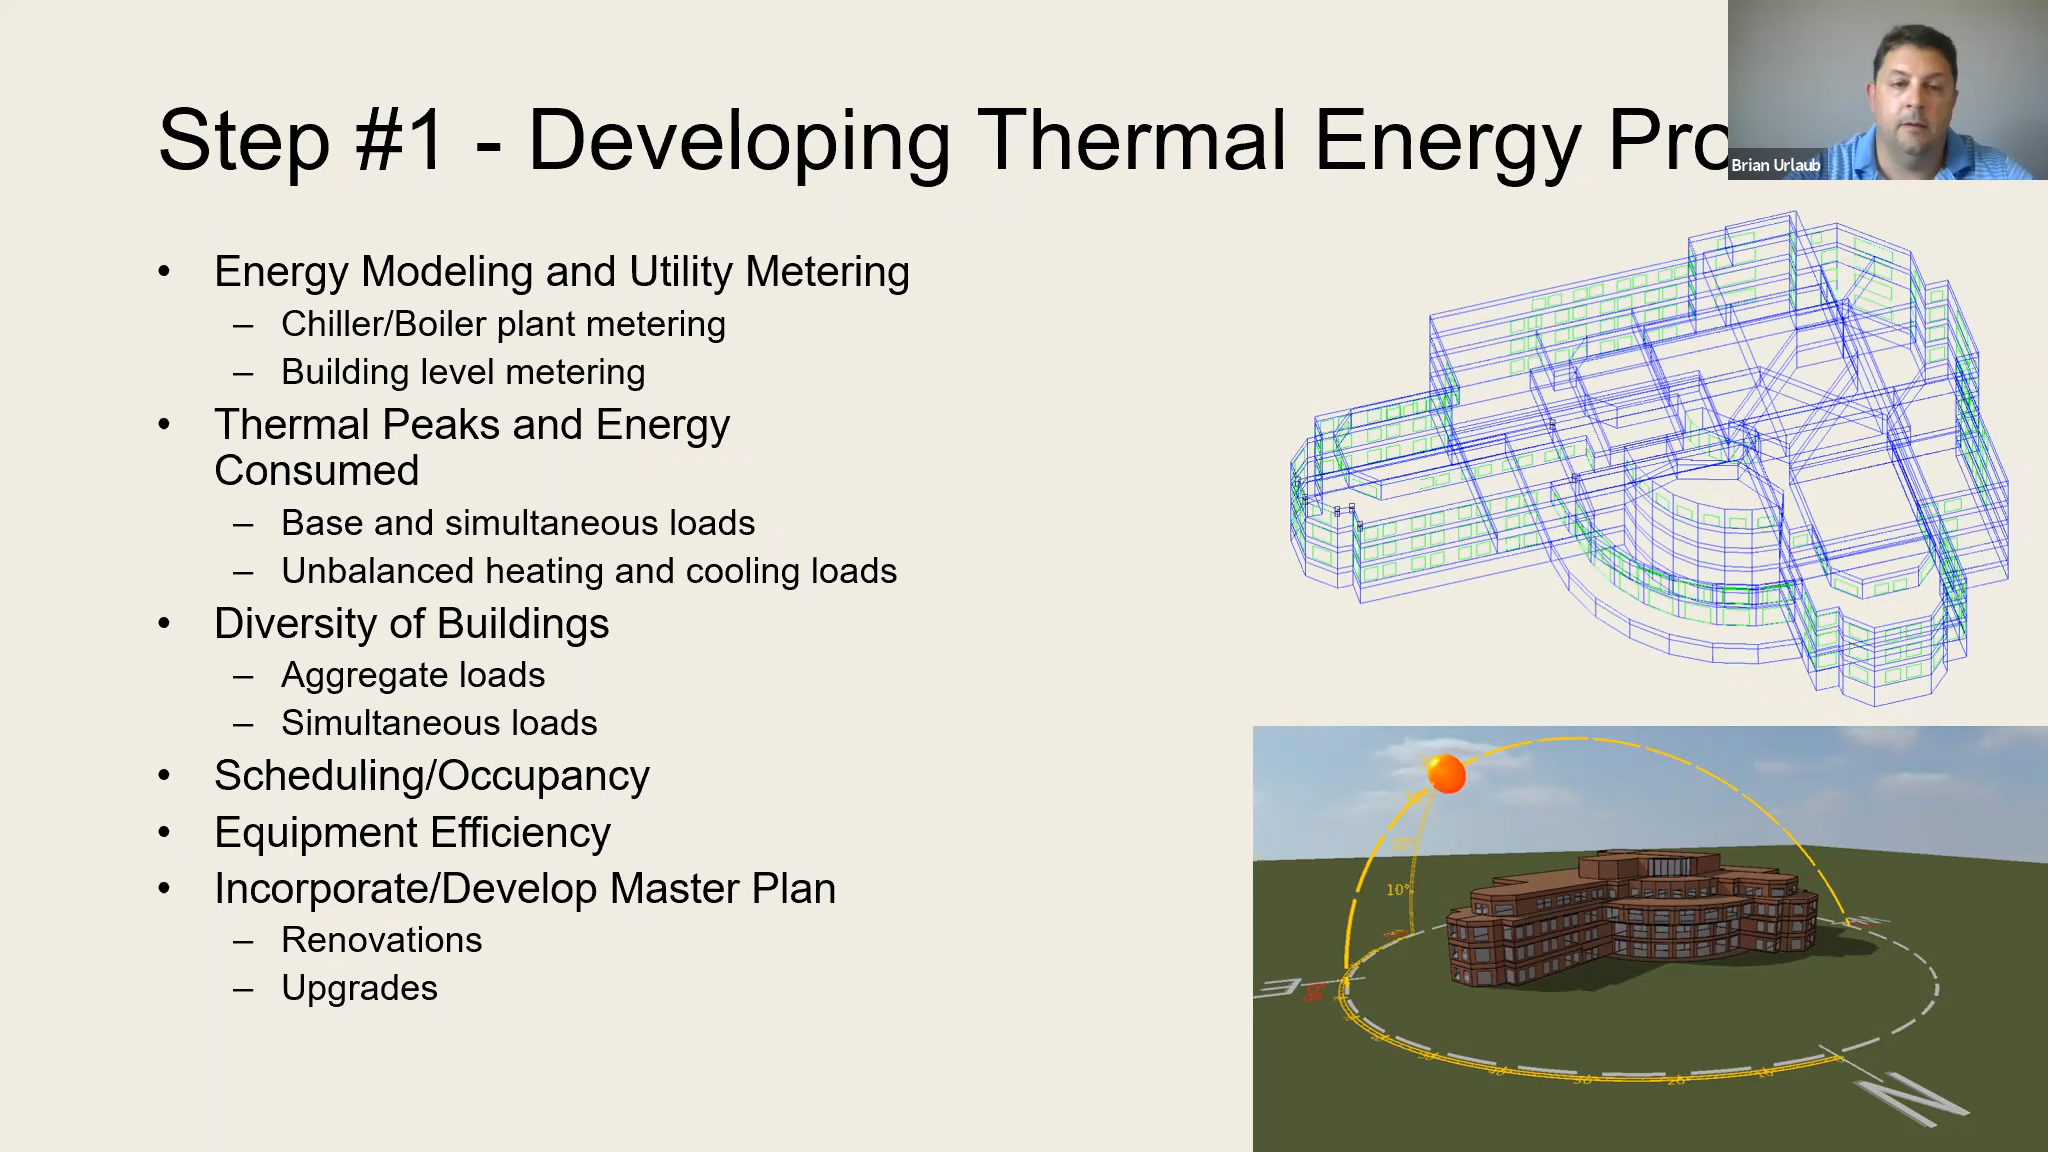 Step #1 - Developing Thermal Energy Pro
Brian Urlaub
• Energy Modeling and Utility Metering
– Chiller/Boiler plant metering
– Building level metering
• Thermal Peaks and Energy
Consumed
– Base and simultaneous loads
– Unbalanced heating and cooling loads
• Diversity of Buildings
– Aggregate loads
– Simultaneous loads
• Scheduling/Occupancy
• Equipment Efficiency
• Incorporate/Develop Master Plan
– Renovations
– Upgrades
20°
10°
E
N